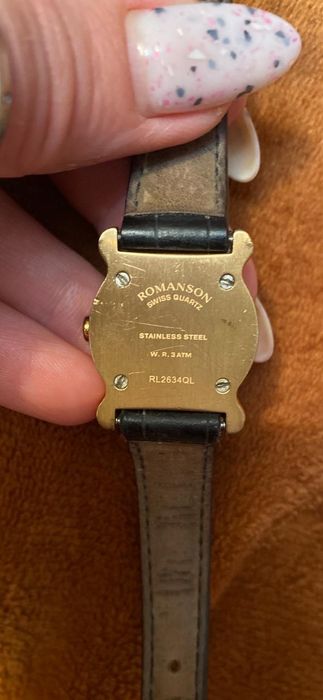 ROMANSON
SWISS QUARTZ
STAINLESS STEEL
W. R. 3 ATM
RL2634QL